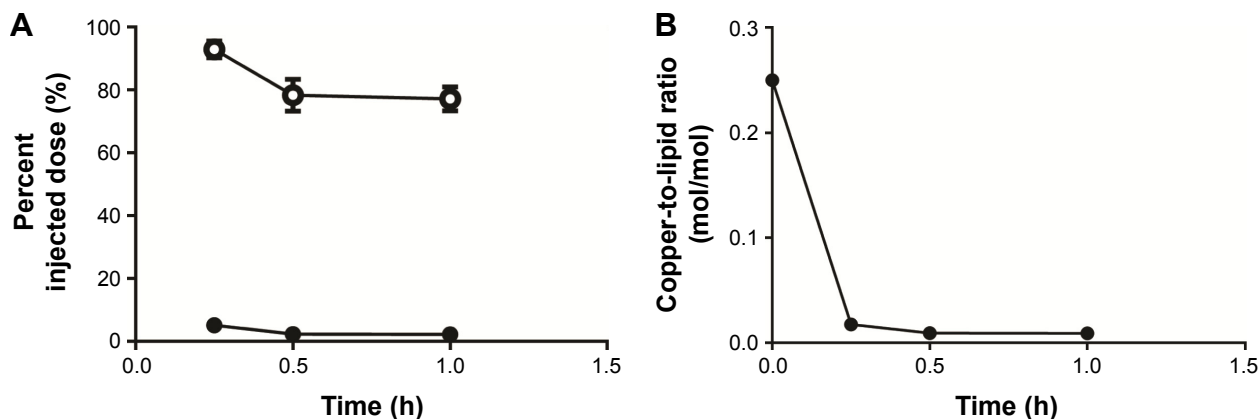 A
Percent
injected dose (%)
100
80
60
40
20
0
0.0 0.5 1.0 1.5
Time (h)
B
Copper-to-lipid ratio
(mol/mol)
0.3
0.2
0.1
0.0
0.0 0.5 1.0 1.5
Time (h)